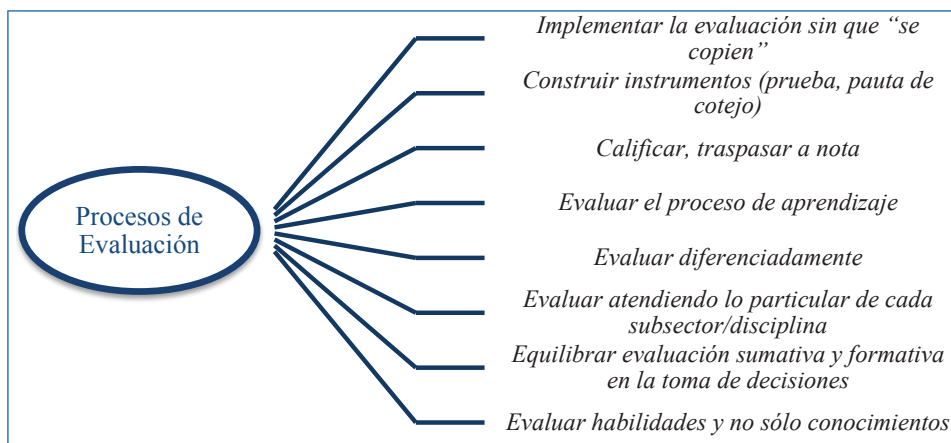 Procesos de
Evaluación
Implementar la evaluación sin que “se
copien”
Construir instrumentos (prueba, pauta de
cotejo)
Calificar, traspasar a nota
Evaluar el proceso de aprendizaje
Evaluar diferenciadamente
Evaluar atendiendo lo particular de cada
subsector/disciplina
Equilibrar evaluación sumativa y formativa
en la toma de decisiones
Evaluar habilidades y no sólo conocimientos